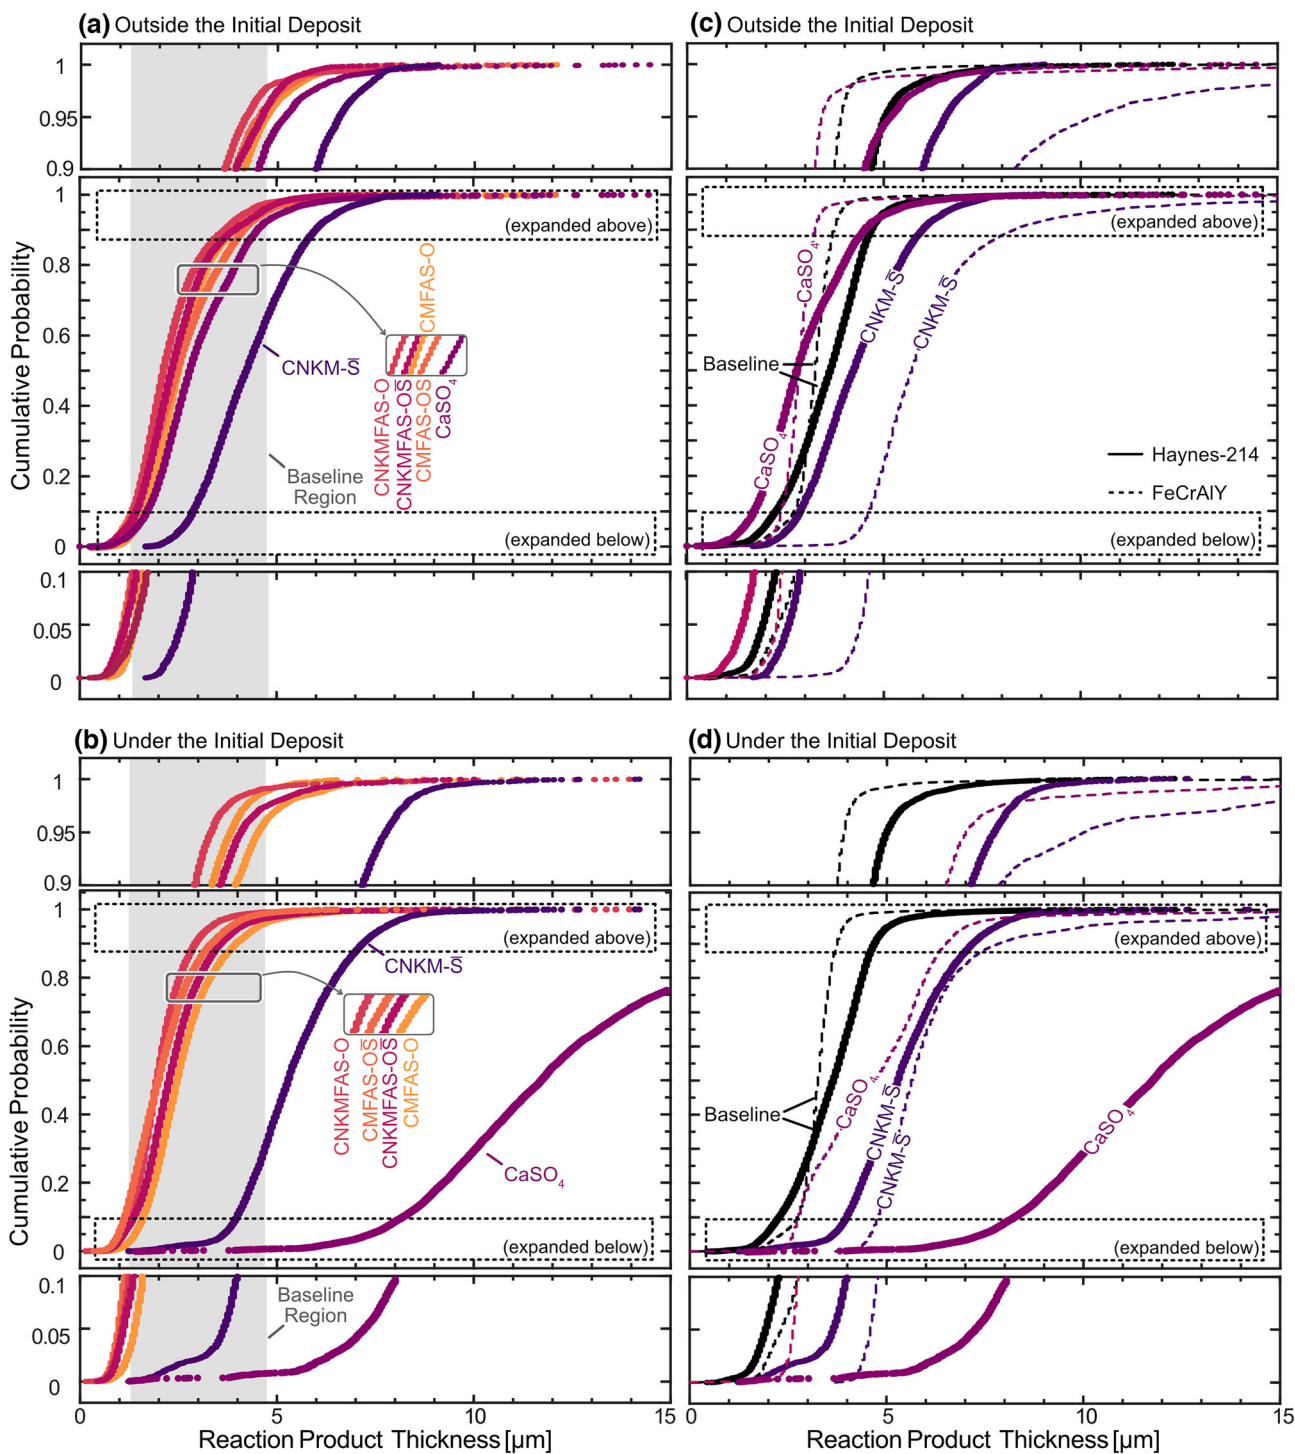 (a) Outside the Initial Deposit
1
0.95
0.9
1
0.8
0.6
0.4
0.2
0
Cumulative Probability
(expanded above)
CMFAS-O
CNKM-S̅
CNKMFAS-O
CNKMFAS-OS̅
CMFAS-OS
CaSO4
Baseline
Region
(expanded below)
0.1
0.05
0
(c) Outside the Initial Deposit
(expanded above)
CaSO4
CNKM-S̅
CNKM-S̅
Baseline
CaSO4
Haynes-214
FeCrAlY
(expanded below)
0
5
10
15
(b) Under the Initial Deposit
1
0.95
0.9
1
0.8
0.6
0.4
0.2
0
Cumulative Probability
(expanded above)
CNKM-S̅
CNKMFAS-O
CMFAS-OS̅
CNKMFAS-OS̅
CMFAS-O
CaSO4
(expanded below)
0.1
0.05
0
Baseline
Region
0
5
10
15
Reaction Product Thickness [µm]
(d) Under the Initial Deposit
(expanded above)
Baseline
CaSO4
CNKM-S̅
CNKM-S̅
CaSO4
(expanded below)
0
5
10
15
Reaction Product Thickness [µm]